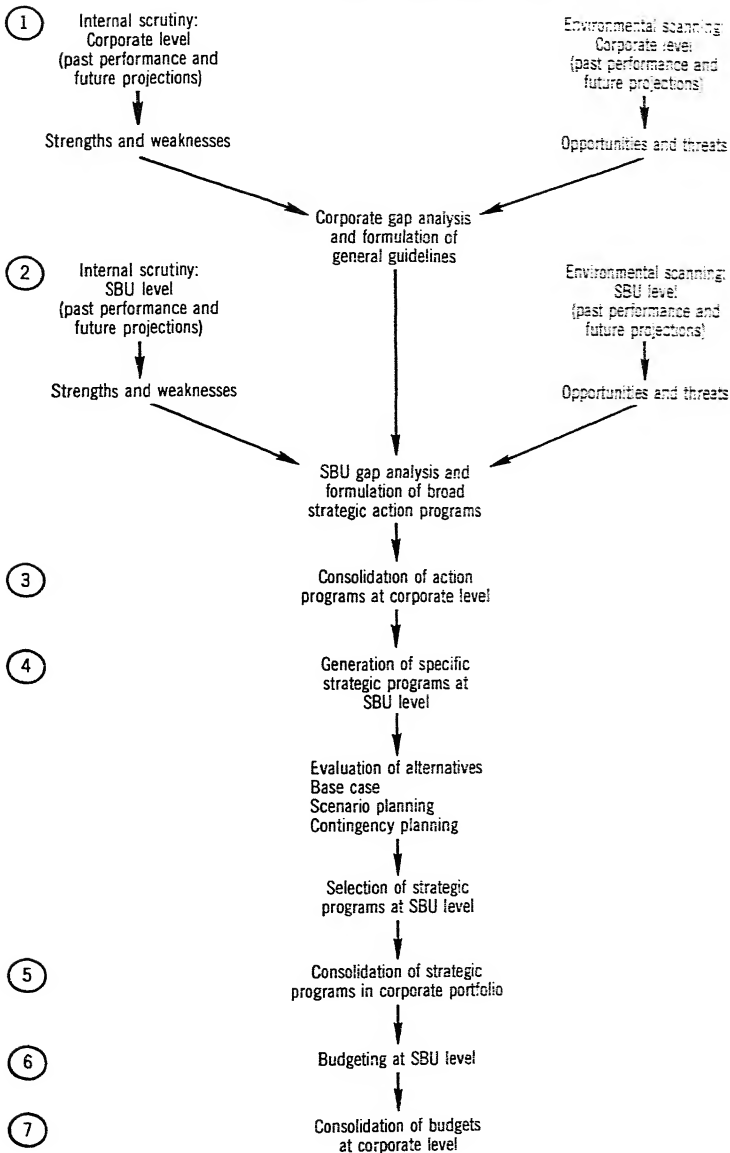 1
Internal scrutiny:
Corporate level
(past performance and
future projections)
Environmental scanning:
Corporate level
(past performance and
future projections)
Strengths and weaknesses
Opportunities and threats
Corporate gap analysis
and formulation of
general guidelines
2
Internal scrutiny:
SBU level
(past performance and
future projections)
Environmental scanning:
SBU level
(past performance and
future projections)
Strengths and weaknesses
Opportunities and threats
SBU gap analysis and
formulation of broad
strategic action programs
3
Consolidation of action
programs at corporate level
4
Generation of specific
strategic programs at
SBU level
Evaluation of alternatives
Base case
Scenario planning
Contingency planning
Selection of strategic
programs at SBU level
5
Consolidation of strategic
programs in corporate portfolio
6
Budgeting at SBU level
7
Consolidation of budgets
at corporate level